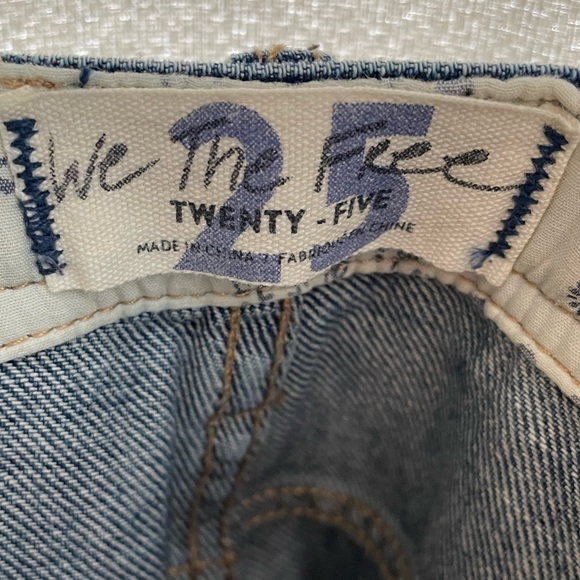 25
We The Free
TWENTY - FIVE
MADE IN CHINA / FABRIQUÉ EN CHINE